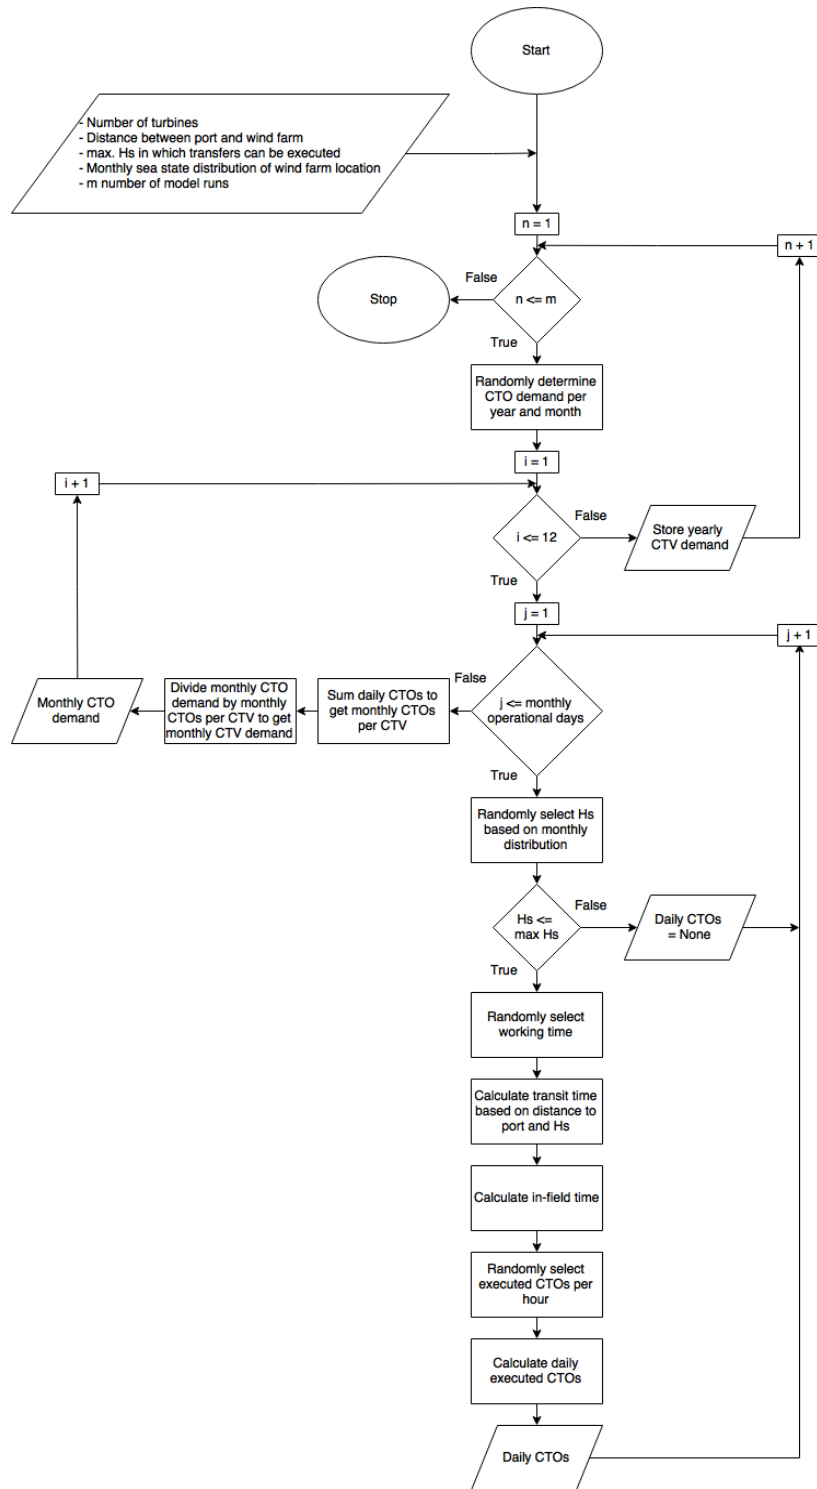 Start
- Number of turbines
- Distance between port and wind farm
- max. Hs in which transfers can be executed
- Monthly sea state distribution of wind farm location
- m number of model runs
n = 1
n + 1
False
Stop
n <= m
True
Randomly determine
CTO demand per
year and month
i = 1
i + 1
False
i <= 12
Store yearly
CTV demand
True
j = 1
j + 1
False
Monthly CTO
demand
Divide monthly CTO
demand by monthly
CTOs per CTV to get
monthly CTV demand
Sum daily CTOs to
get monthly CTOs
per CTV
j <= monthly
operational days
True
Randomly select Hs
based on monthly
distribution
False
Hs <=
max Hs
Daily CTOs
= None
True
Randomly select
working time
Calculate transit time
based on distance to
port and Hs
Calculate in-field time
Randomly select
executed CTOs per
hour
Calculate daily
executed CTOs
Daily CTOs